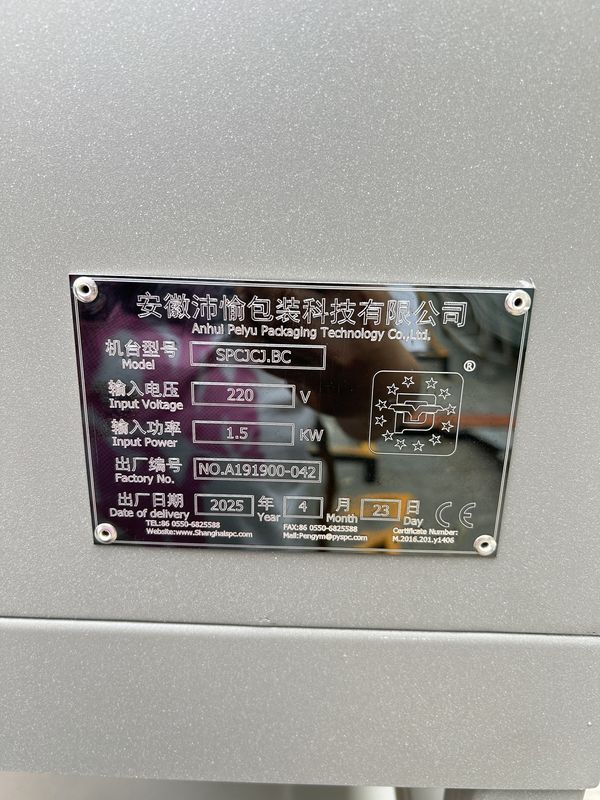 安徽沛愉包装科技有限公司
Anhui Peiyu Packaging Technology Co.,Ltd.
机台型号 SPCJCJ.BC
Model
®
输入电压 220 V
Input Voltage
输入功率 1.5 KW
Input Power
出厂编号 NO.A191900-042
Factory No.
出厂日期 2025 年 4 月 23 日 CE
Date of delivery Year Month Day
TEL:86 0550-6825588 FAX:86 0550-6825588 Certificate Number:
Website:www.Shanghaispc.com Mail:Pengym@pyspc.com M.2016.201.y1406